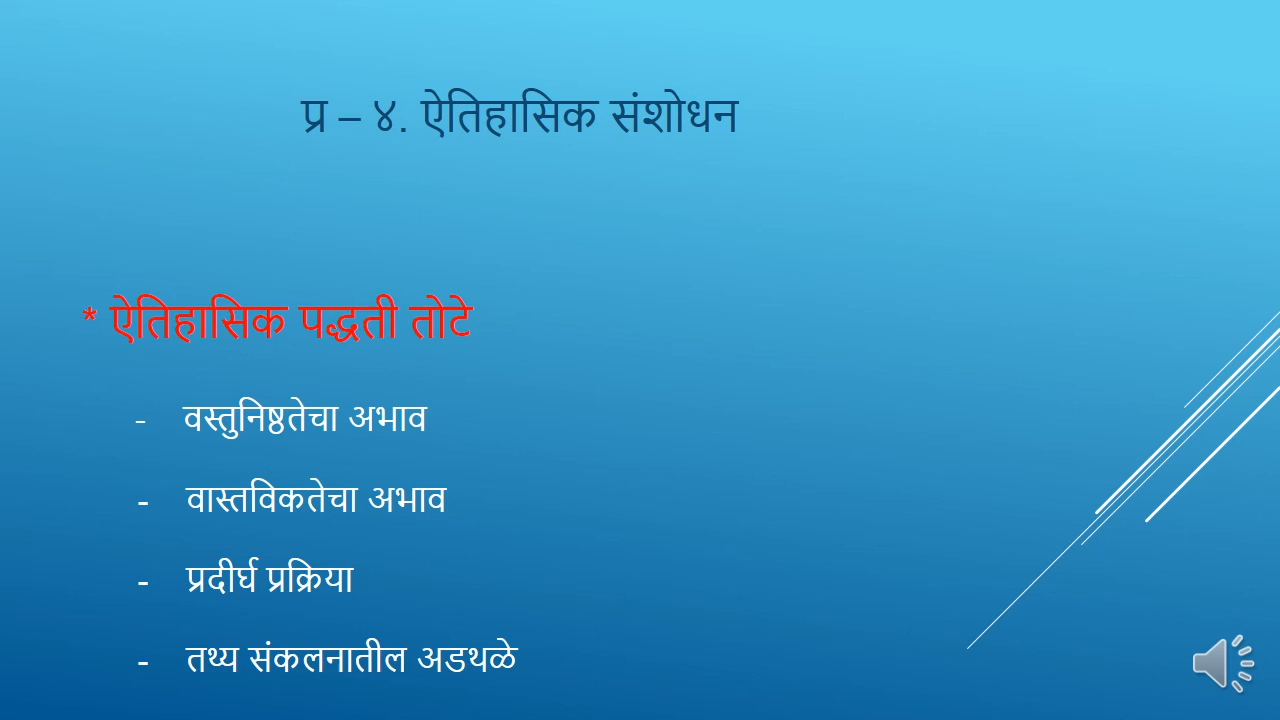 प्र – ४. ऐतिहासिक संशोधन
* ऐतिहासिक पद्धती तोटे
- वस्तुनिष्ठतेचा अभाव
- वास्तविकतेचा अभाव
- प्रदीर्घ प्रक्रिया
- तथ्य संकलनातील अडथळे